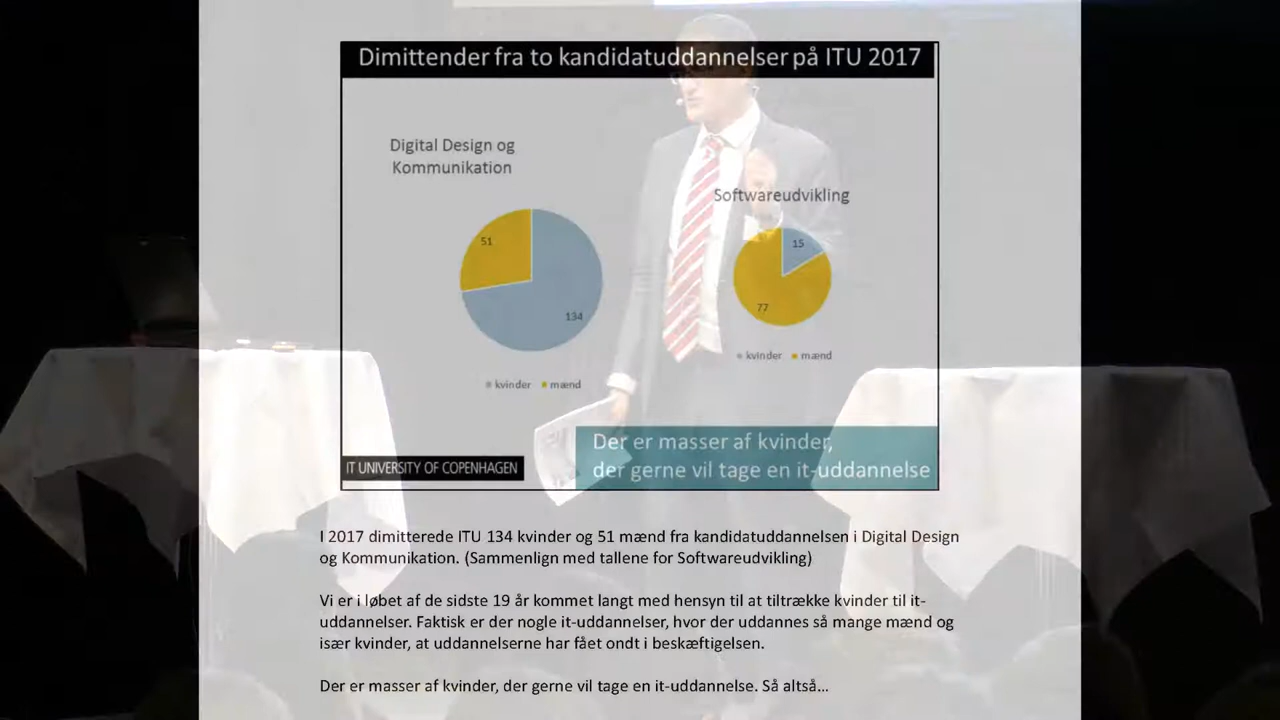 Dimittender fra to kandidatuddannelser på ITU 2017
Digital Design og
Kommunikation
Softwareudvikling
51
134
15
77
kvinder mænd
kvinder mænd
Der er masser af kvinder,
der gerne vil tage en it-uddannelse
IT UNIVERSITY OF COPENHAGEN
I 2017 dimitterede ITU 134 kvinder og 51 mænd fra kandidatuddannelsen i Digital Design
og Kommunikation. (Sammenlign med tallene for Softwareudvikling)
Vi er i løbet af de sidste 19 år kommet langt med hensyn til at tiltrække kvinder til it-
uddannelser. Faktisk er der nogle it-uddannelser, hvor der uddannes så mange mænd og
især kvinder, at uddannelserne har fået ondt i beskæftigelsen.
Der er masser af kvinder, der gerne vil tage en it-uddannelse. Så altså…